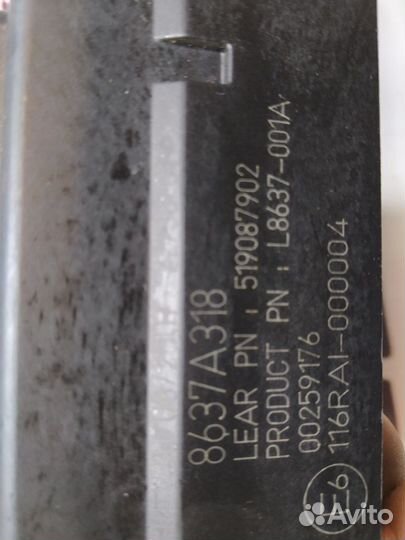 8637A318
LEAR PN : 519087902
PRODUCT PN : L8637-001A
00259176
116RAI-000004
E6
Avito